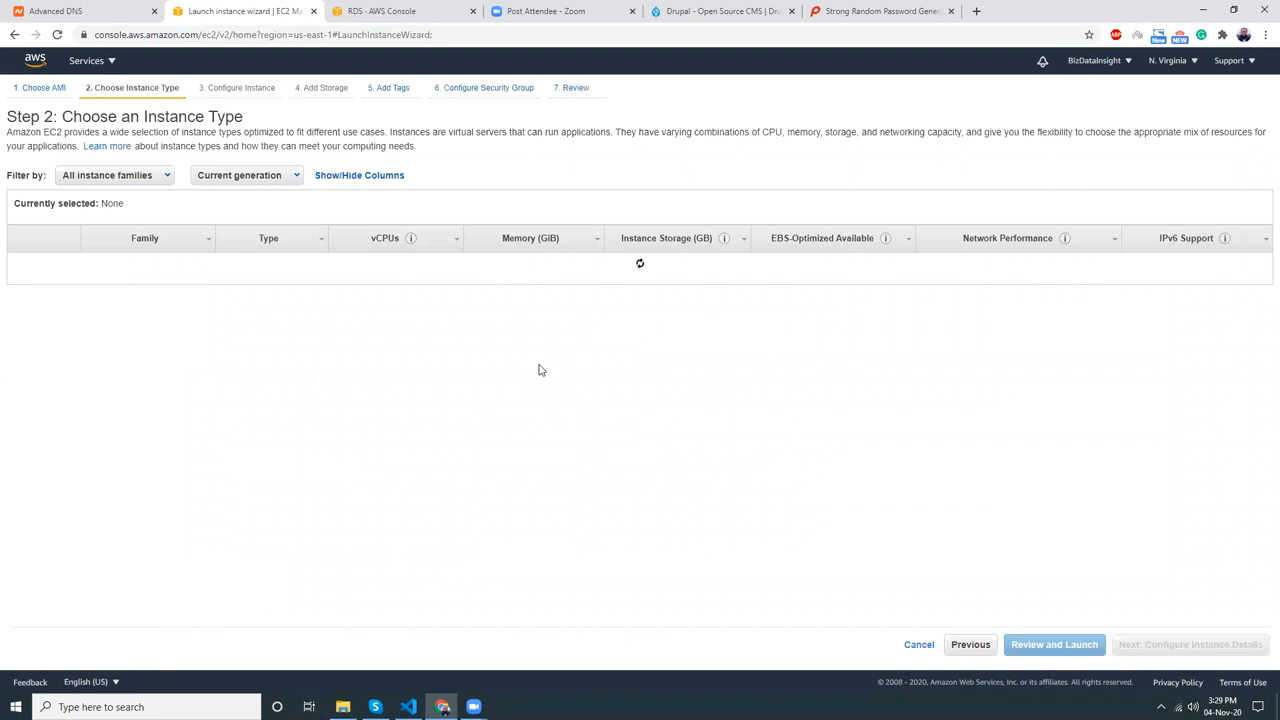 Advanced DNS
Launch instance wizard | EC2 Ma
RDS · AWS Console
Post Attendee - Zoom
Drupal - Open Source CMS | Dru
Strong Random Password Gener
console.aws.amazon.com/ec2/v2/home?region=us-east-1#LaunchInstanceWizard:
ABP
New
NEW
aws
Services
BizDataInsight
N. Virginia
Support
1. Choose AMI
2. Choose Instance Type
3. Configure Instance
4. Add Storage
5. Add Tags
6. Configure Security Group
7. Review
Step 2: Choose an Instance Type
Amazon EC2 provides a wide selection of instance types optimized to fit different use cases. Instances are virtual servers that can run applications. They have varying combinations of CPU, memory, storage, and networking capacity, and give you the flexibility to choose the appropriate mix of resources for
your applications. Learn more about instance types and how they can meet your computing needs.
Filter by:
All instance families
Current generation
Show/Hide Columns
Currently selected: None
Family
Type
vCPUs
Memory (GiB)
Instance Storage (GB)
EBS-Optimized Available
Network Performance
IPv6 Support
Cancel
Previous
Review and Launch
Next: Configure Instance Details
Feedback
English (US)
© 2008 - 2020, Amazon Web Services, Inc. or its affiliates. All rights reserved.
Privacy Policy
Terms of Use
Type here to search
3:29 PM
04-Nov-20